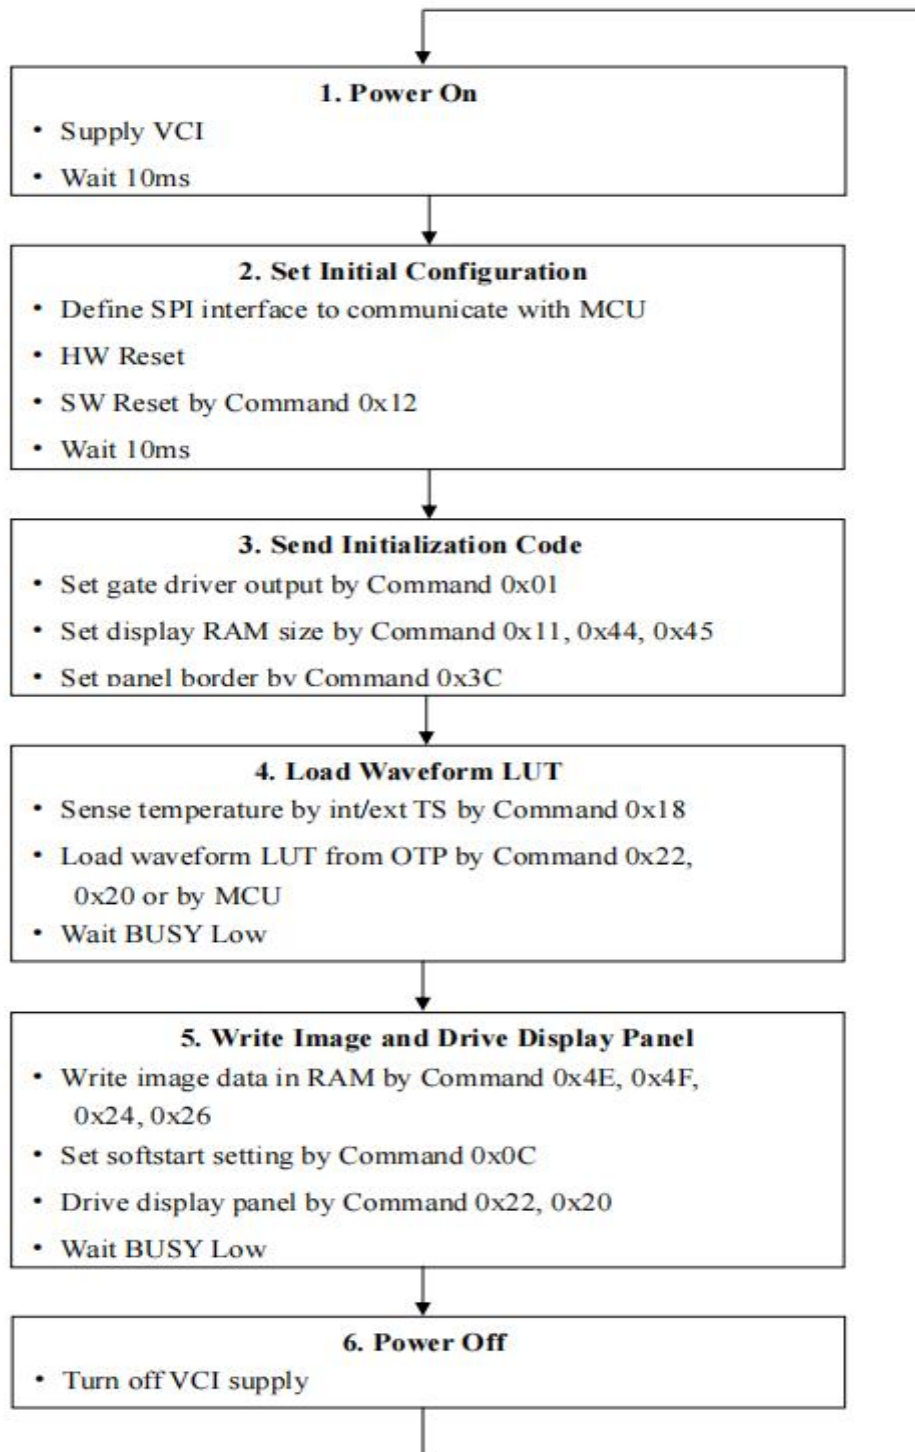 1. Power On
• Supply VCI
• Wait 10ms
2. Set Initial Configuration
• Define SPI interface to communicate with MCU
• HW Reset
• SW Reset by Command 0x12
• Wait 10ms
3. Send Initialization Code
• Set gate driver output by Command 0x01
• Set display RAM size by Command 0x11, 0x44, 0x45
• Set panel border by Command 0x3C
4. Load Waveform LUT
• Sense temperature by int/ext TS by Command 0x18
• Load waveform LUT from OTP by Command 0x22,
0x20 or by MCU
• Wait BUSY Low
5. Write Image and Drive Display Panel
• Write image data in RAM by Command 0x4E, 0x4F,
0x24, 0x26
• Set softstart setting by Command 0x0C
• Drive display panel by Command 0x22, 0x20
• Wait BUSY Low
6. Power Off
• Turn off VCI supply